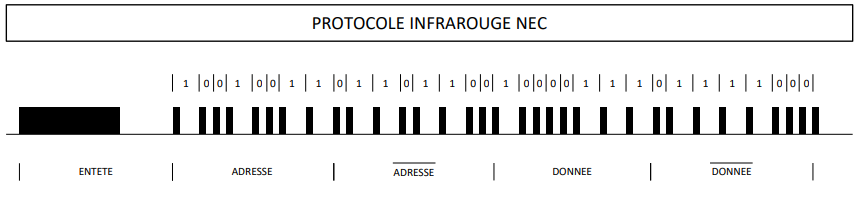 PROTOCOLE INFRAROUGE NEC
1 0 0 1 0 0 1 1 0 1 1 0 1 1 0 0 1 0 0 0 0 1 1 1 0 1 1 1 1 0 0 0
ENTETE ADRESSE ADRESSE DONNEE DONNEE